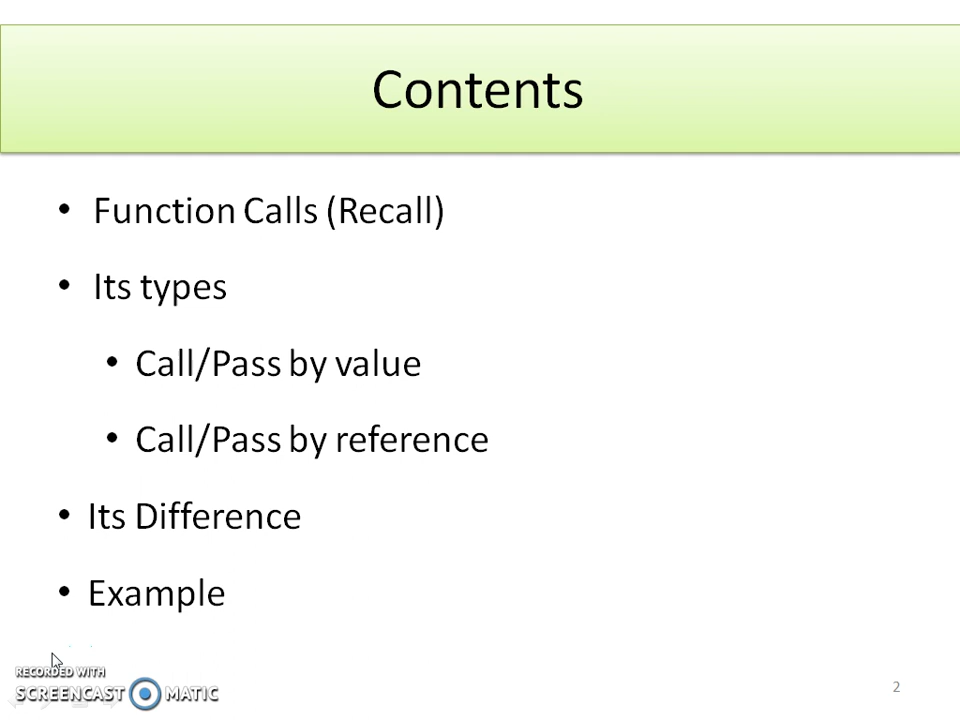 Contents
• Function Calls (Recall)
• Its types
• Call/Pass by value
• Call/Pass by reference
• Its Difference
• Example
RECORDED WITH
SCREENCAST MATIC
2